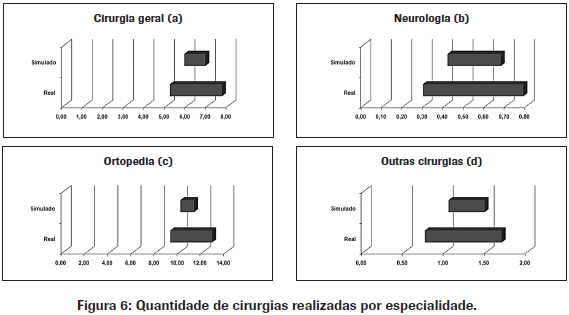 Cirurgia geral (a)
Simulado
Real
0,00 1,00 2,00 3,00 4,00 5,00 6,00 7,00 8,00
Neurologia (b)
Simulado
Real
0,00 0,10 0,20 0,30 0,40 0,50 0,60 0,70 0,80
Ortopedia (c)
Simulado
Real
0,00 2,00 4,00 6,00 8,00 10,00 12,00 14,00
Outras cirurgias (d)
Simulado
Real
0,00 0,50 1,00 1,50 2,00
Figura 6: Quantidade de cirurgias realizadas por especialidade.